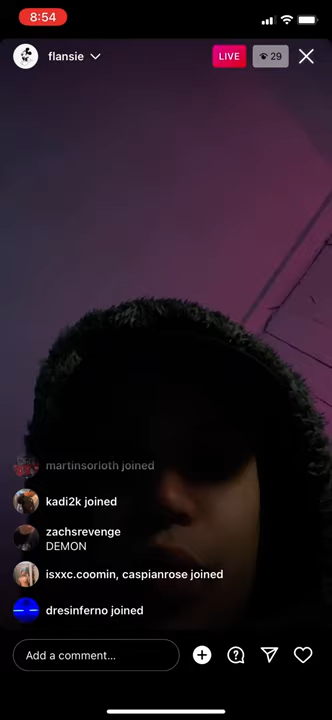 8:54
flansie
LIVE
29
martinsorloth joined
kadi2k joined
zachsrevenge
DEMON
isxxc.coomin, caspianrose joined
dresinferno joined
Add a comment...